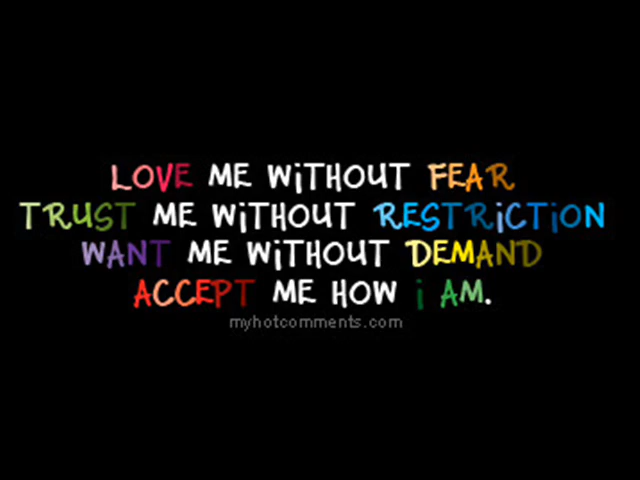 LOVE ME WiTHOUT FEAR
TRUST ME WiTHOUT RESTRiCTiON
WANT ME WiTHOUT DEMAND
ACCEPT ME HOW i AM.
myhotcomments.com